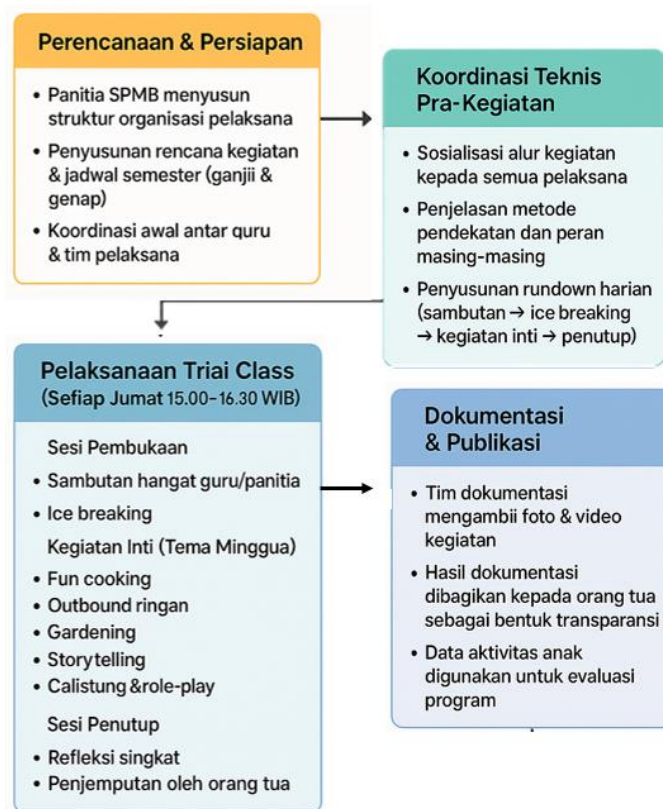 Perencanaan & Persiapan
• Panitia SPMB menyusun
struktur organisasi pelaksana
• Penyusunan rencana kegiatan
& jadwal semester (ganjii &
genap)
• Koordinasi awal antar quru
& tim pelaksana
Koordinasi Teknis
Pra-Kegiatan
• Sosialisasi alur kegiatan
kepada semua pelaksana
• Penjelasan metode
pendekatan dan peran
masing-masing
• Penyusunan rundown harian
(sambutan → ice breaking
→ kegiatan inti → penutup)
Pelaksanaan Triai Class
(Sefiap Jumat 15.00–16.30 WIB)
Sesi Pembukaan
• Sambutan hangat guru/panitia
• Ice breaking
Kegiatan Inti (Tema Minggua)
• Fun cooking
• Outbound ringan
• Gardening
• Storytelling
• Calistung &role-play
Sesi Penutup
• Refleksi singkat
• Penjemputan oleh orang tua
Dokumentasi
& Publikasi
• Tim dokumentasi
mengambii foto & video
kegiatan
• Hasil dokumentasi
dibagikan kepada orang tua
sebagai bentuk transparansi
• Data aktivitas anak
digunakan untuk evaluasi
program